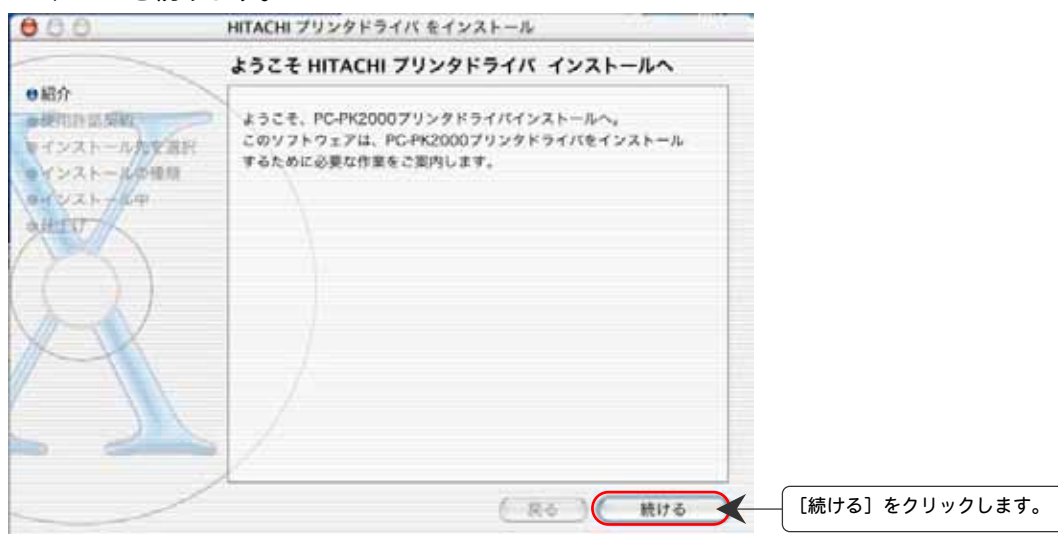 HITACHI プリンタドライバ をインストール
ようこそ HITACHI プリンタドライバ インストールへ
紹介
使用許諾契約
インストール先を選択
インストールの種類
インストール中
仕上げ
ようこそ、PC-PK2000プリンタドライバインストールへ。
このソフトウェアは、PC-PK2000プリンタドライバをインストール
するために必要な作業をご案内します。
戻る
続ける
［続ける］をクリックします。